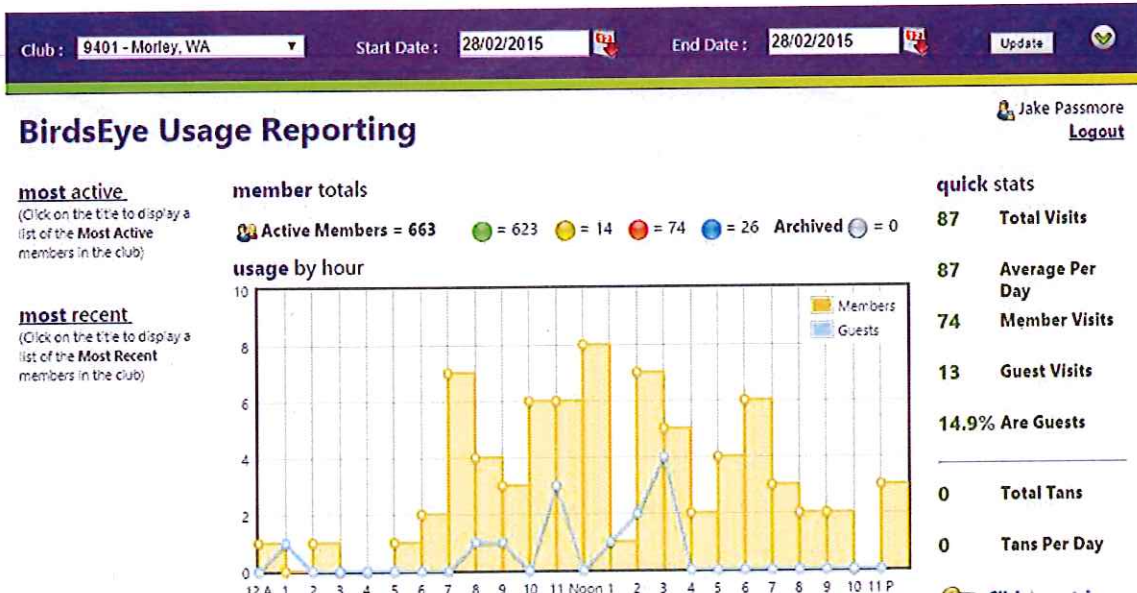 Club : 9401 - Morley, WA Start Date : 28/02/2015 End Date : 28/02/2015 Update
BirdsEye Usage Reporting
Jake Passmore
Logout
most active
(Click on the title to display a
list of the Most Active
members in the club)
most recent
(Click on the title to display a
list of the Most Recent
members in the club)
member totals
Active Members = 663 = 623 = 14 = 74 = 26 Archived = 0
usage by hour
Members
Guests
10
8
6
4
2
0
12 A 1 2 3 4 5 6 7 8 9 10 11 Noon 1 2 3 4 5 6 7 8 9 10 11 P
quick stats
87 Total Visits
87 Average Per
Day
74 Member Visits
13 Guest Visits
14.9% Are Guests
0 Total Tans
0 Tans Per Day